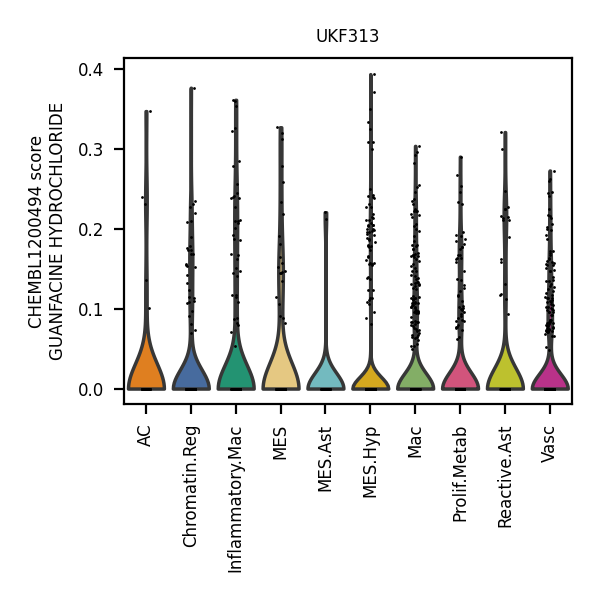 UKF313
CHEMBL1200494 score
GUANFACINE HYDROCHLORIDE
0.4
0.3
0.2
0.1
0.0
AC
Chromatin.Reg
Inflammatory.Mac
MES
MES.Ast
MES.Hyp
Mac
Prolif.Metab
Reactive.Ast
Vasc